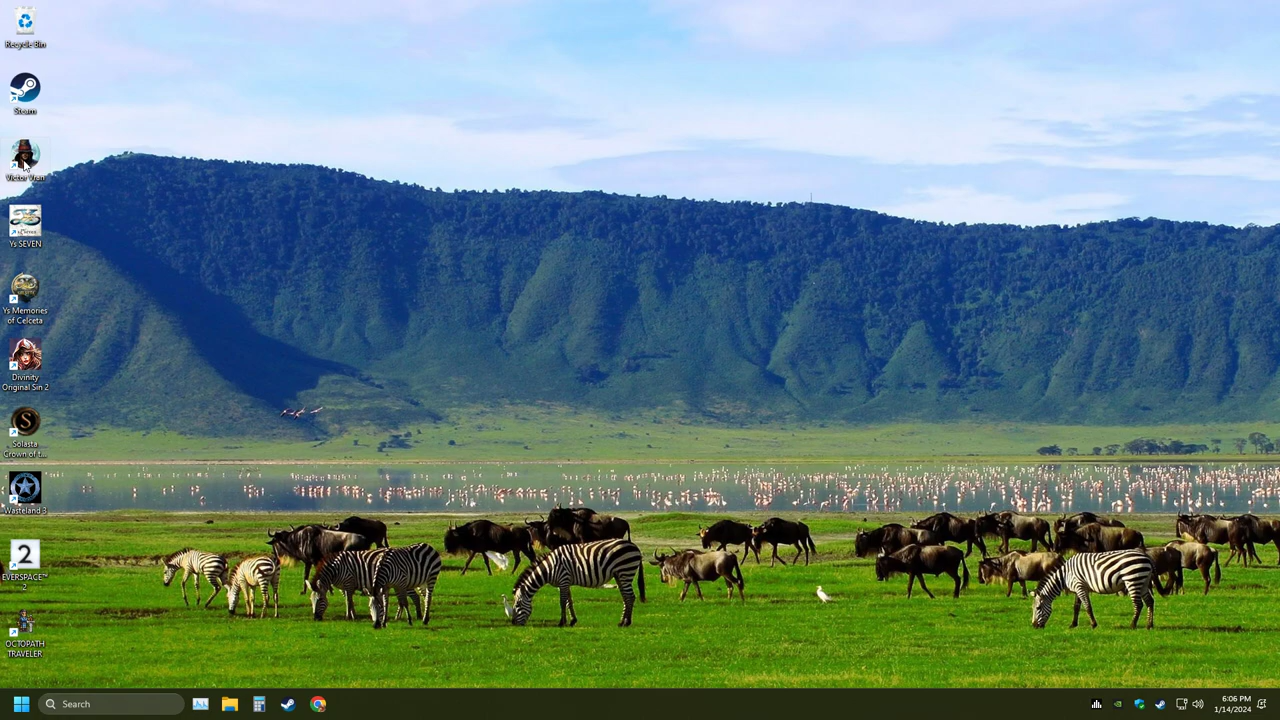 Recycle Bin
Steam
Victor Vran
Ys SEVEN
Ys Memories
of Celceta
Divinity
Original Sin 2
S
Solasta
Crown of t...
Wasteland 3
2
EVERSPACE™
2
OCTOPATH
TRAVELER
Search
6:06 PM
1/14/2024